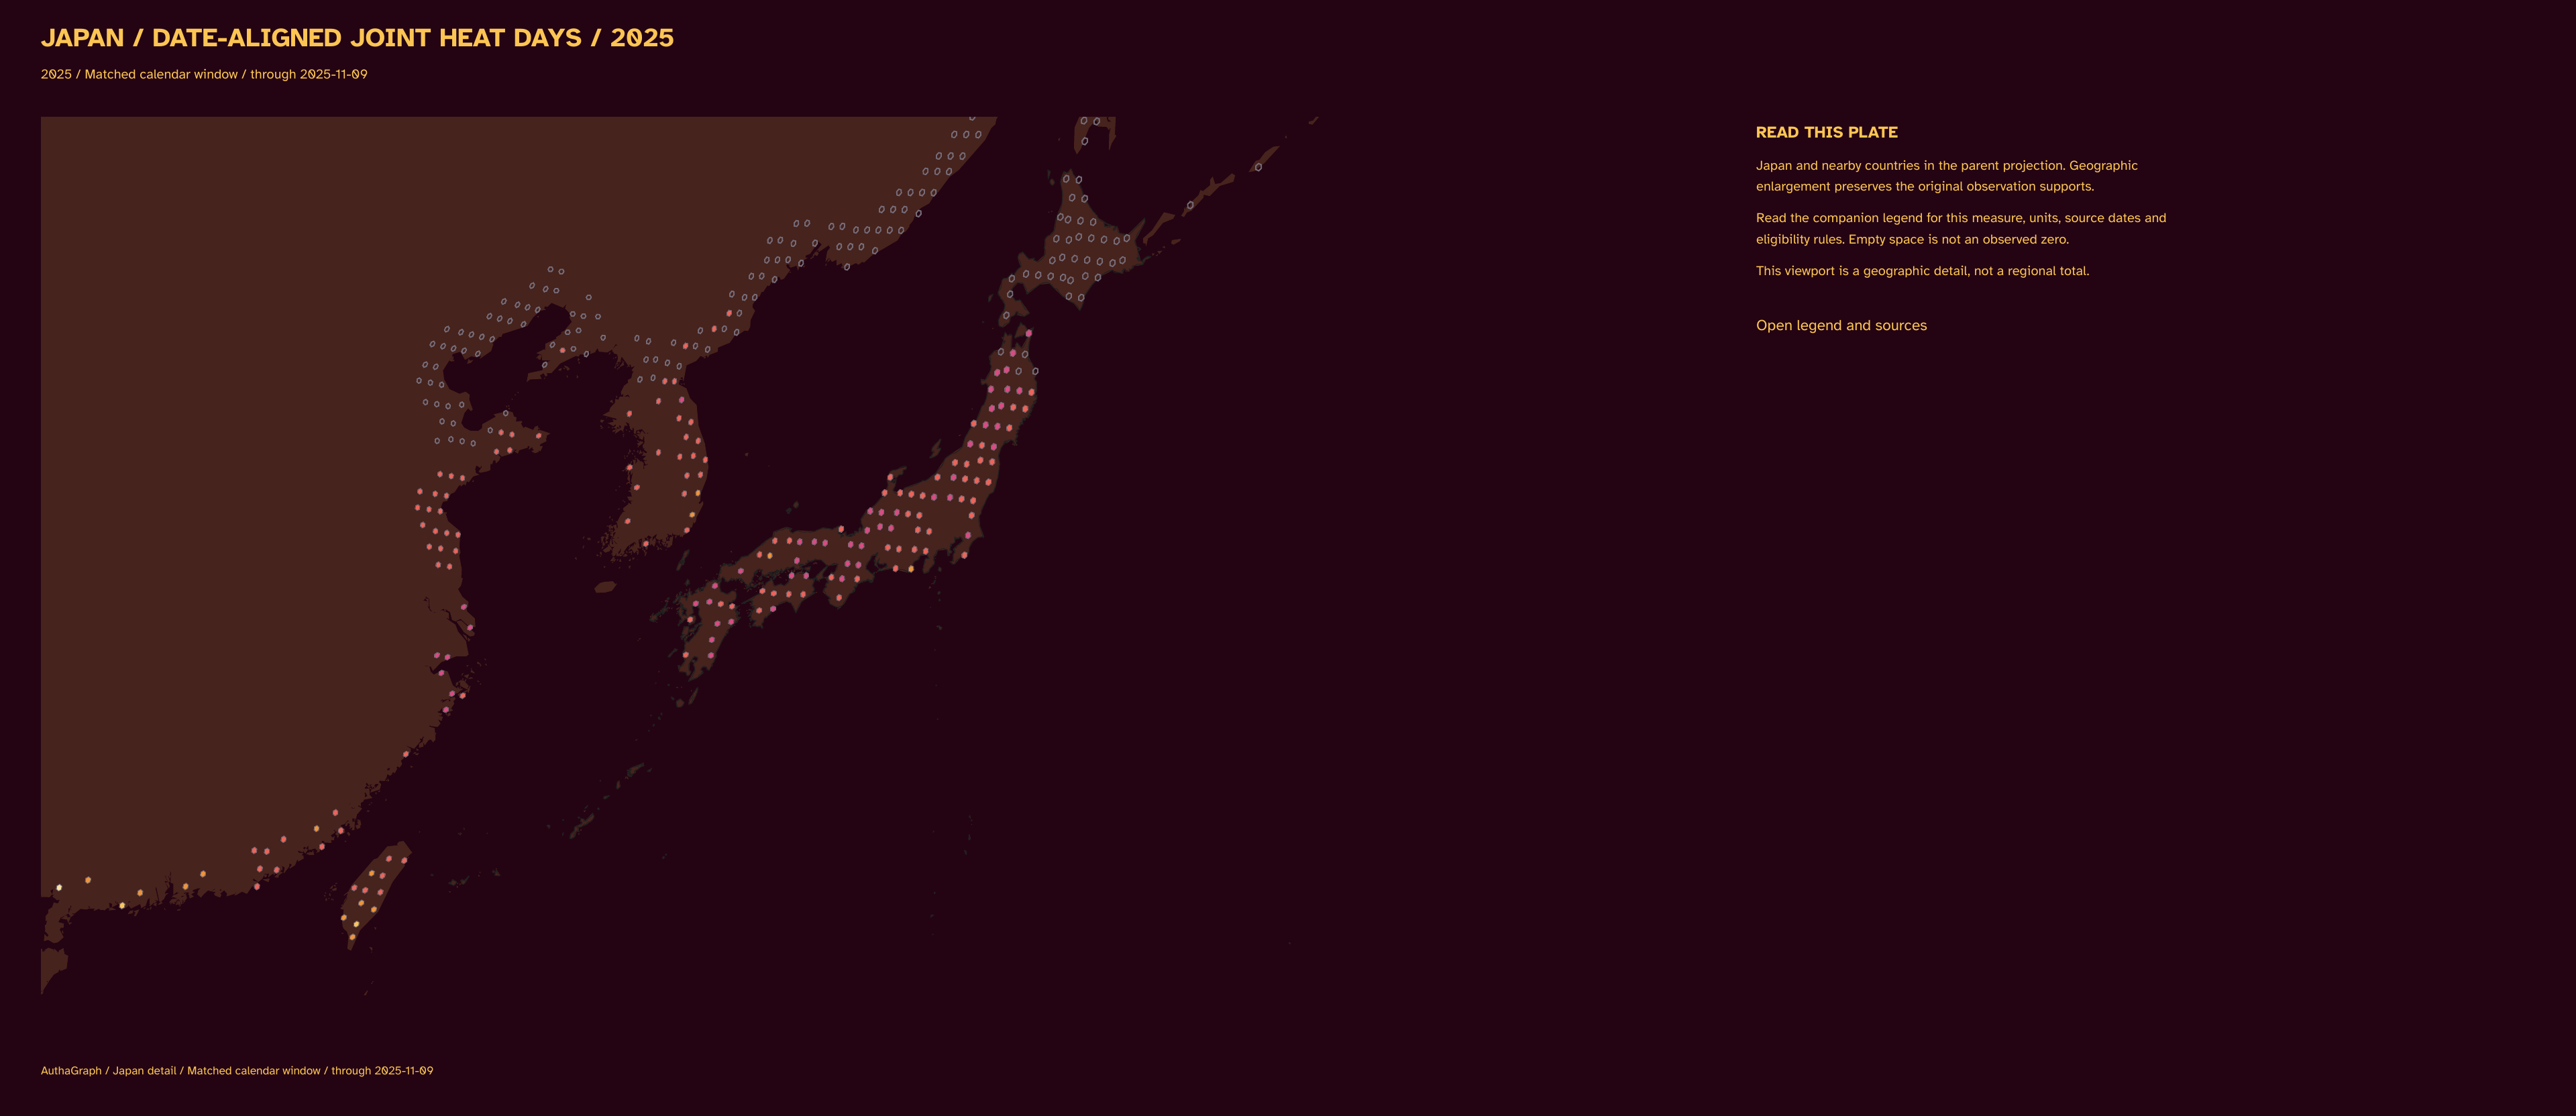 JAPAN / DATE-ALIGNED JOINT HEAT DAYS / 2025
2025 / Matched calendar window / through 2025-11-09
READ THIS PLATE
Japan and nearby countries in the parent projection. Geographic
enlargement preserves the original observation supports.
Read the companion legend for this measure, units, source dates and
eligibility rules. Empty space is not an observed zero.
This viewport is a geographic detail, not a regional total.
Open legend and sources
AuthaGraph / Japan detail / Matched calendar window / through 2025-11-09